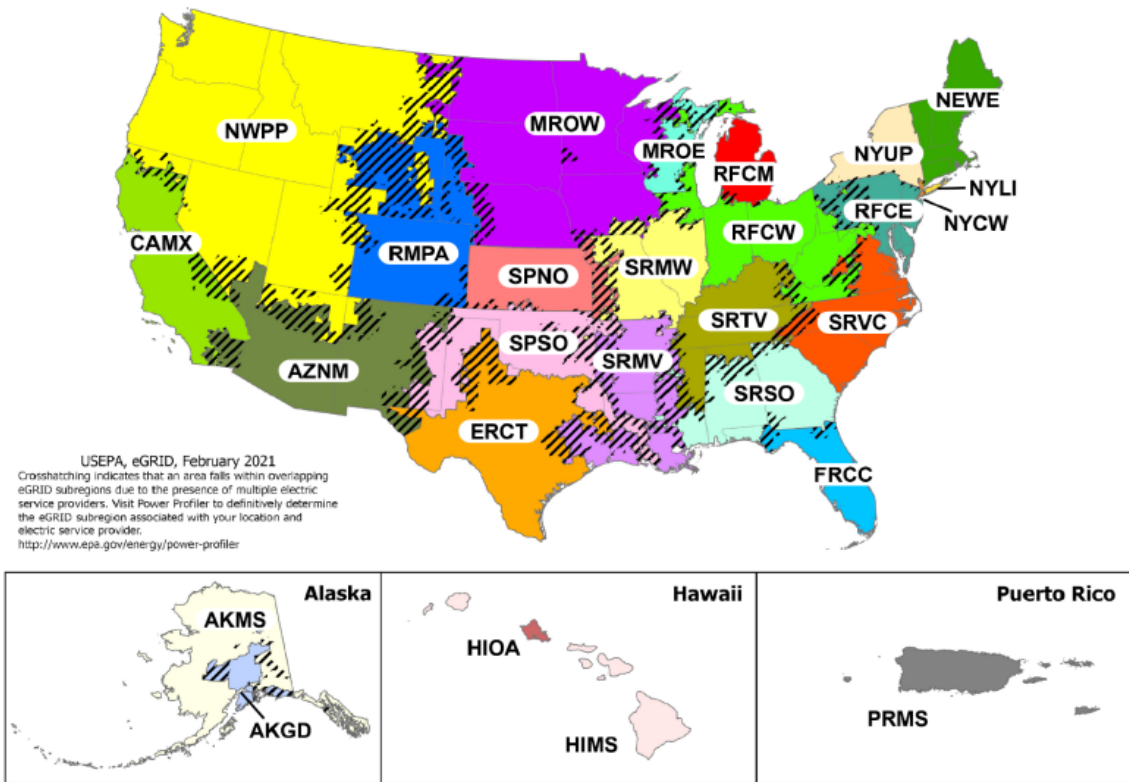 NEWE
NWPP
MROW
MROE
NYUP
RFCM
NYLI
RFCE
NYCW
CAMX
RFCW
RMPA
SRMW
SPNO
SRTV
SRVC
SPSO
SRMV
AZNM
SRSO
ERCT
FRCC
USEPA, eGRID, February 2021
Crosshatching indicates that an area falls within overlapping
eGRID subregions due to the presence of multiple electric
service providers. Visit Power Profiler to definitively determine
the eGRID subregion associated with your location and
electric service provider.
http://www.epa.gov/energy/power-profiler
Alaska
AKMS
AKGD
Hawaii
HIOA
HIMS
Puerto Rico
PRMS